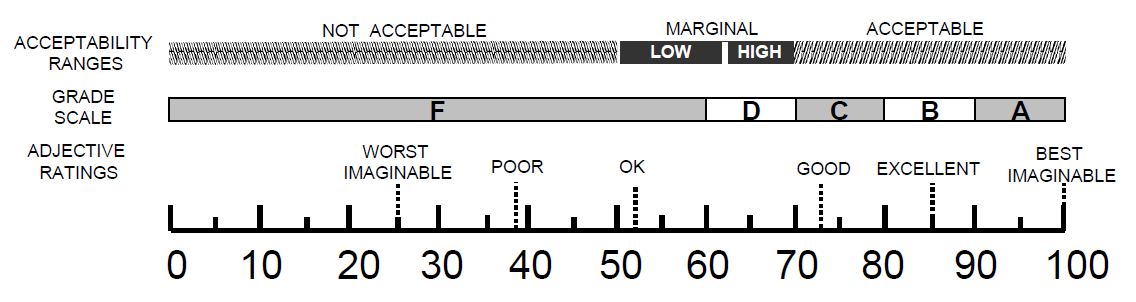 NOT ACCEPTABLE
MARGINAL
ACCEPTABLE
ACCEPTABILITY
RANGES
LOW
HIGH
GRADE
SCALE
F
D
C
B
A
ADJECTIVE
RATINGS
WORST
IMAGINABLE
POOR
OK
GOOD
EXCELLENT
BEST
IMAGINABLE
0 10 20 30 40 50 60 70 80 90 100